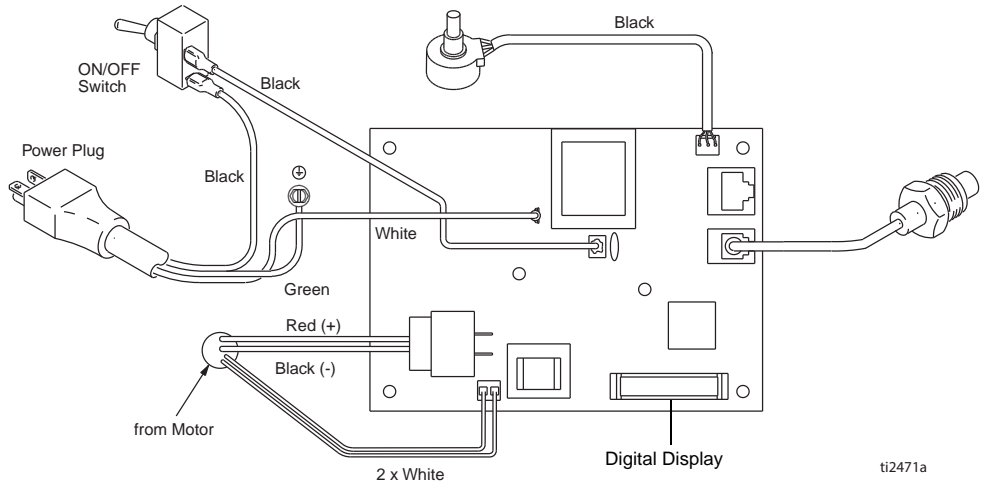 Black
ON/OFF
Switch
Black
Power Plug
Black
White
Green
Red (+)
Black (-)
from Motor
2 x White
Digital Display
ti2471a